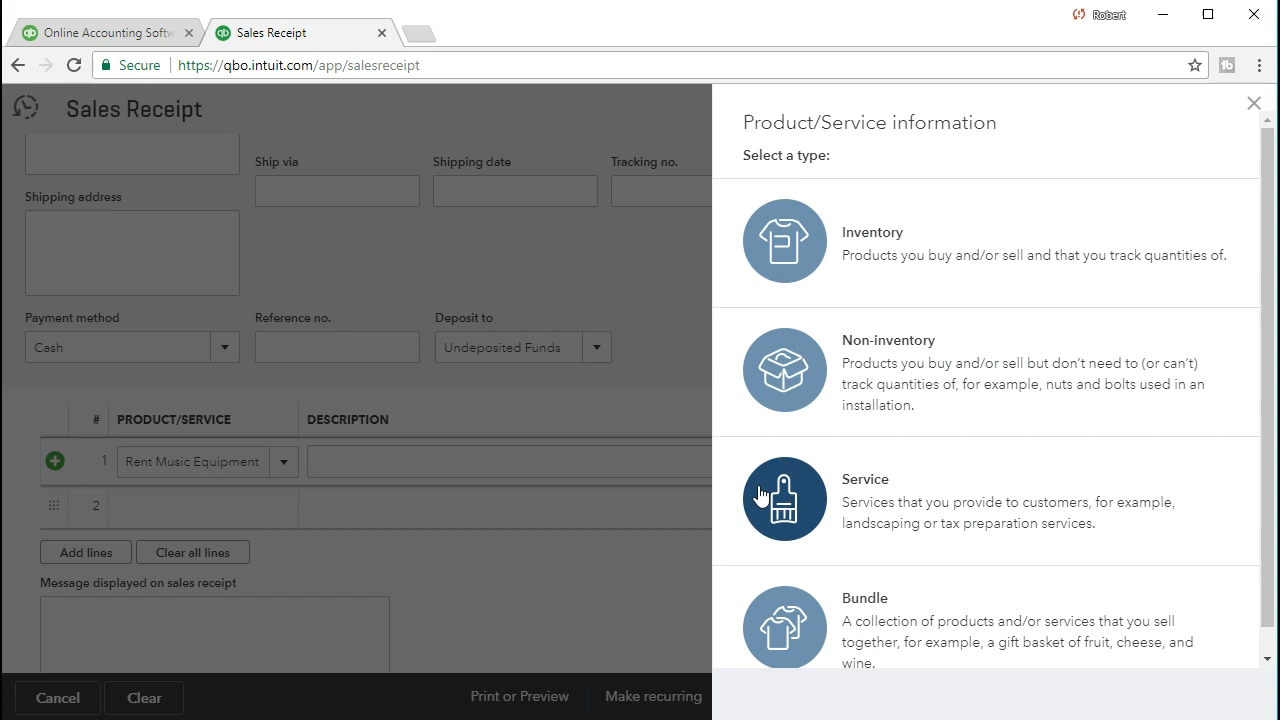 Robert
Online Accounting Softw
Sales Receipt
Secure
https://qbo.intuit.com/app/salesreceipt
Sales Receipt
Ship via
Shipping date
Tracking no.
Shipping address
Payment method
Reference no.
Deposit to
Cash
Undeposited Funds
# PRODUCT/SERVICE DESCRIPTION
1 Rent Music Equipment
2
Add lines
Clear all lines
Message displayed on sales receipt
Cancel
Clear
Print or Preview
Make recurring
Product/Service information
Select a type:
Inventory
Products you buy and/or sell and that you track quantities of.
Non-inventory
Products you buy and/or sell but don't need to (or can't)
track quantities of, for example, nuts and bolts used in an
installation.
Service
Services that you provide to customers, for example,
landscaping or tax preparation services.
Bundle
A collection of products and/or services that you sell
together, for example, a gift basket of fruit, cheese, and
wine.